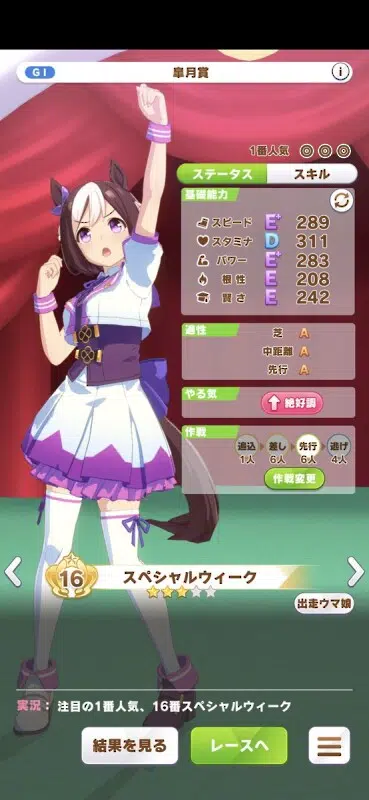 GI 皐月賞 i
1番人気 ◎◎◎
ステータス スキル
基礎能力
スピード E+ 289
スタミナ D 311
パワー E+ 283
根性 E 208
賢さ E 242
適性
芝 A
中距離 A
先行 A
やる気
絶好調
作戦
追込 差し 先行 逃げ
1人 6人 6人 4人
作戦変更
16 スペシャルウィーク
出走ウマ娘
実況： 注目の1番人気、16番スペシャルウィーク
結果を見る レースへ